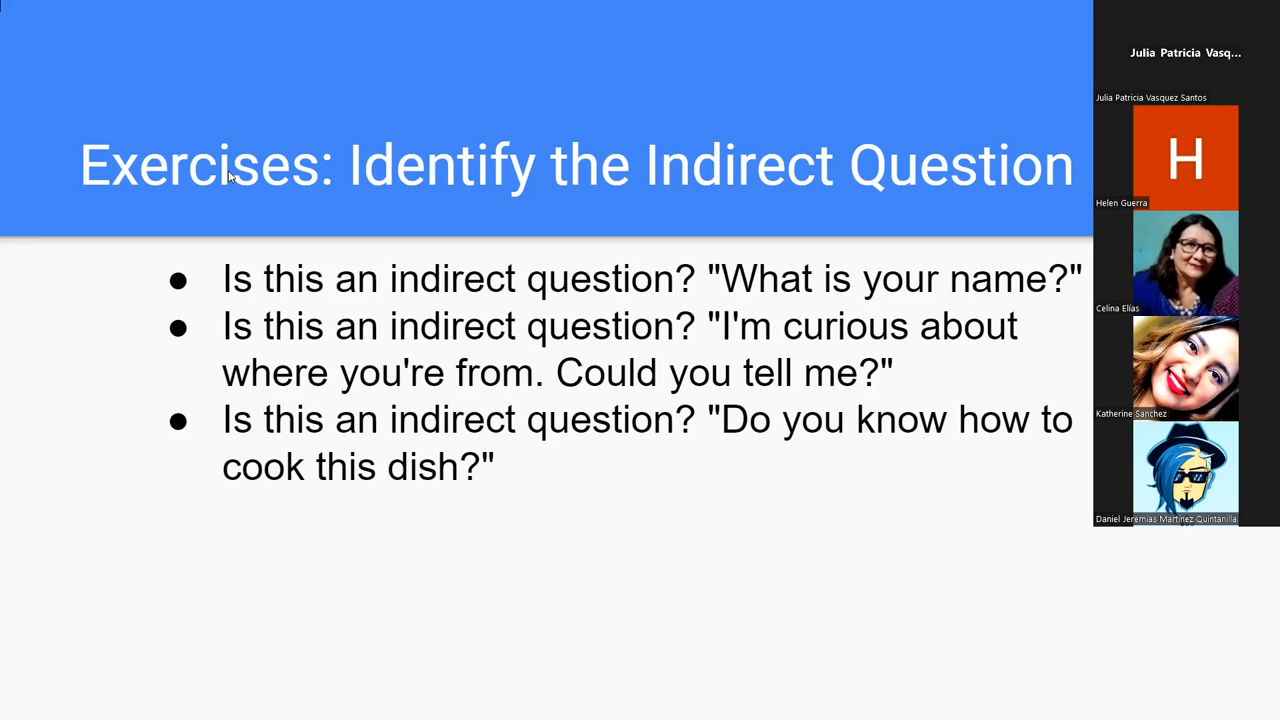 Exercises: Identify the Indirect Question
● Is this an indirect question? "What is your name?"
● Is this an indirect question? "I'm curious about
where you're from. Could you tell me?"
● Is this an indirect question? "Do you know how to
cook this dish?"
Julia Patricia Vasq...
Julia Patricia Vasquez Santos
H
Helen Guerra
Celina Elías
Katherine Sanchez
Daniel Jeremias Martinez Quintanilla